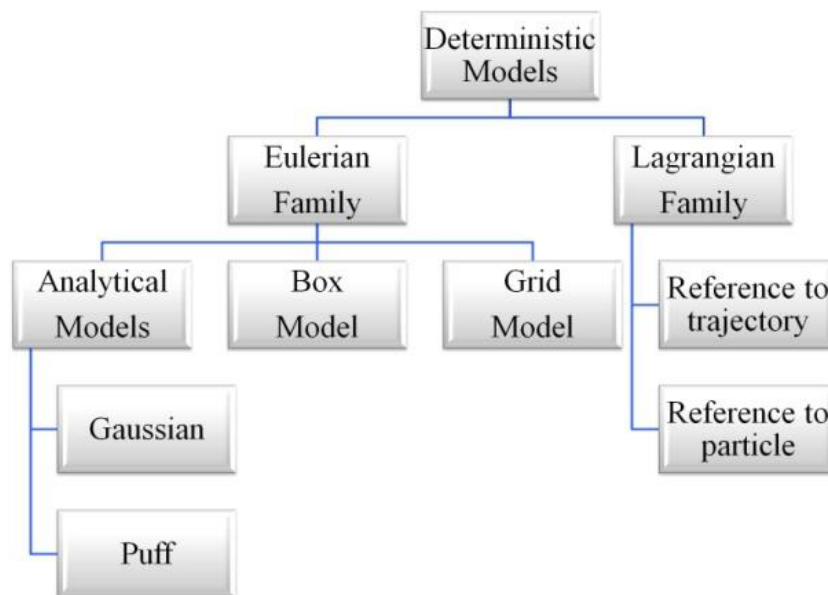 Deterministic
Models
Eulerian
Family
Lagrangian
Family
Analytical
Models
Box
Model
Grid
Model
Reference to
trajectory
Gaussian
Reference to
particle
Puff